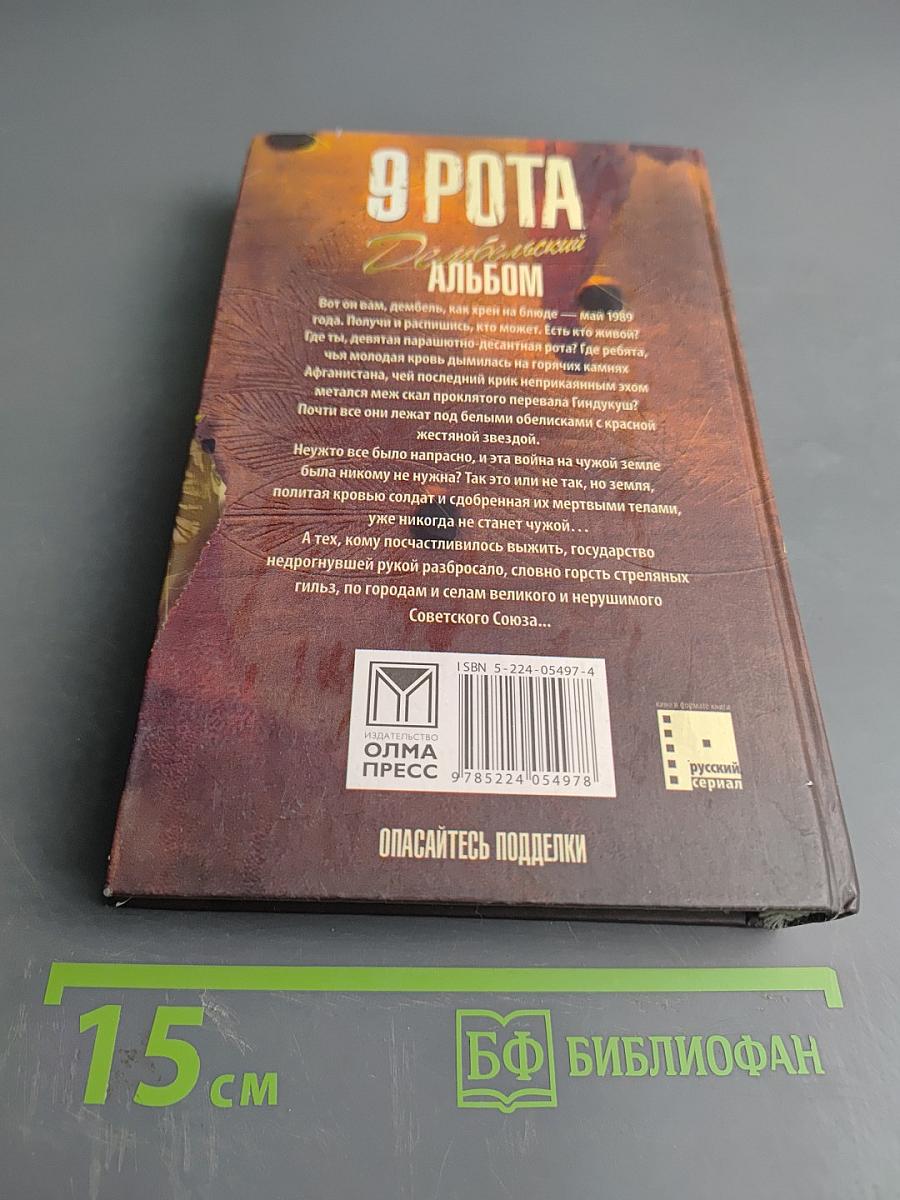 9 РОТА
Дембельский
АЛЬБОМ
Вот он вам, дембель, как хрен на блюде — май 1989
года. Получи и распишись, кто может. Есть кто живой?
Где ты, девятая парашютно-десантная рота? Где ребята,
чья молодая кровь дымилась на горячих камнях
Афганистана, чей последний крик неприкаянным эхом
метался меж скал проклятого перевала Гиндукуш?
Почти все они лежат под белыми обелисками с красной
жестяной звездой.
Неужто все было напрасно, и эта война на чужой земле
была никому не нужна? Так это или не так, но земля,
политая кровью солдат и сдобренная их мертвыми телами,
уже никогда не станет чужой...
А тех, кому посчастливилось выжить, государство
недрогнувшей рукой разбросало, словно горсть стреляных
гильз, по городам и селам великого и нерушимого
Советского Союза...
ISBN 5-224-05497-4
ИЗДАТЕЛЬСТВО
ОЛМА
ПРЕСС
9 785224 054978
кино в формате книги
русский
сериал
ОПАСАЙТЕСЬ ПОДДЕЛКИ
15 см
БФ БИБЛИОФАН